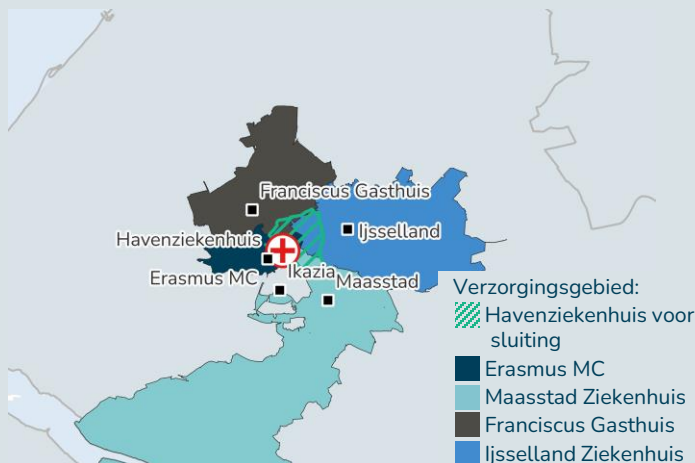 Franciscus Gasthuis
Havenziekenhuis
Ijsselland
Erasmus MC
Ikazia
Maasstad
Verzorgingsgebied:
Havenziekenhuis voor
sluiting
Erasmus MC
Maasstad Ziekenhuis
Franciscus Gasthuis
Ijsselland Ziekenhuis